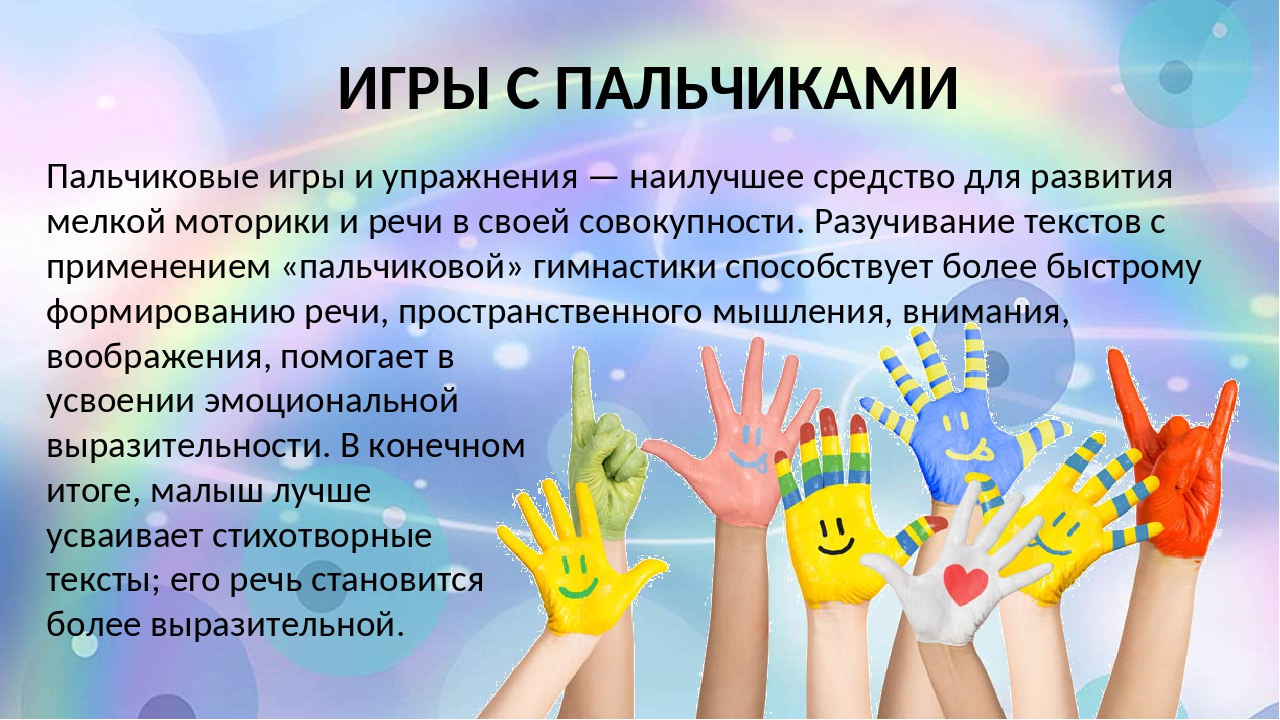 ИГРЫ С ПАЛЬЧИКАМИ
Пальчиковые игры и упражнения — наилучшее средство для развития
мелкой моторики и речи в своей совокупности. Разучивание текстов с
применением «пальчиковой» гимнастики способствует более быстрому
формированию речи, пространственного мышления, внимания,
воображения, помогает в
усвоении эмоциональной
выразительности. В конечном
итоге, малыш лучше
усваивает стихотворные
тексты; его речь становится
более выразительной.